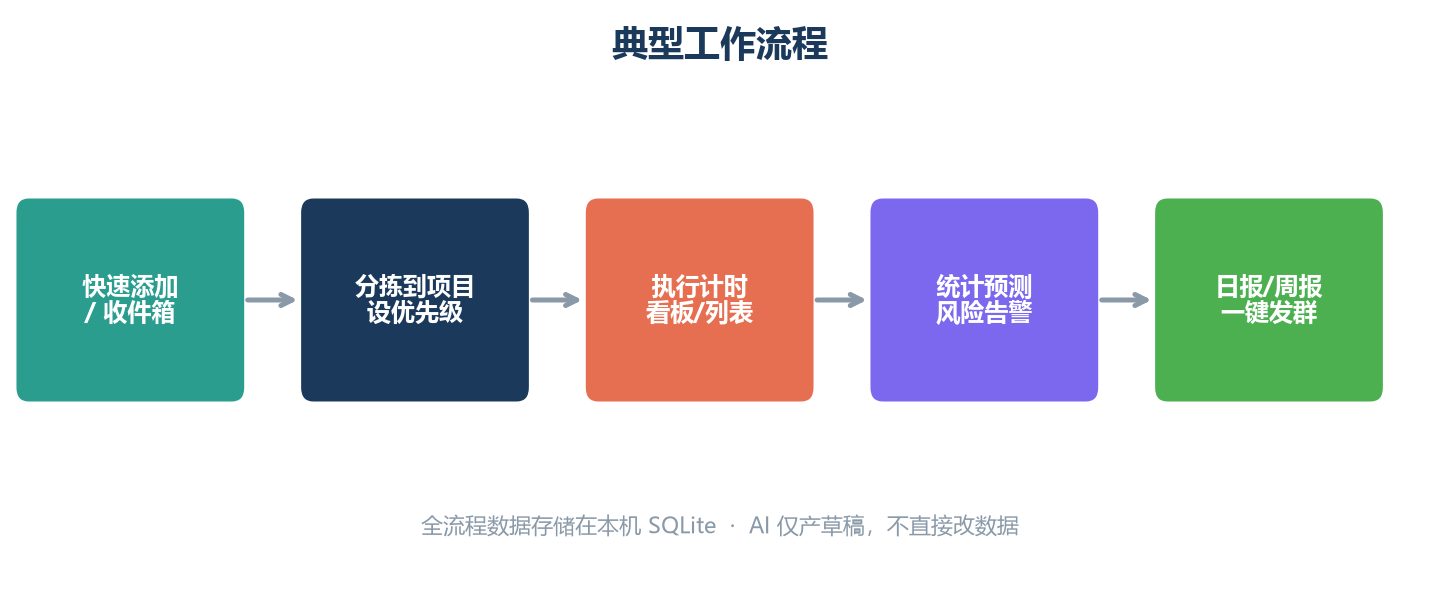 典型工作流程
快速添加
/ 收件箱
分拣到项目
设优先级
执行计时
看板/列表
统计预测
风险告警
日报/周报
一键发群
全流程数据存储在本机 SQLite · AI 仅产草稿，不直接改数据